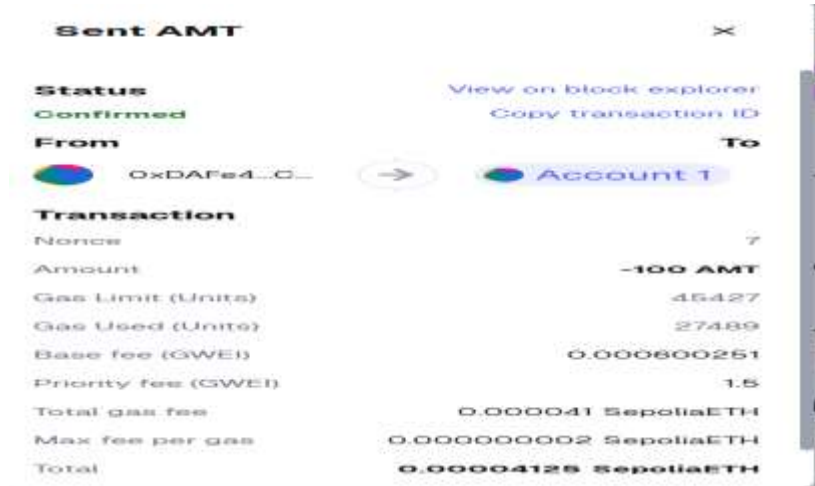 Sent AMT ×
Status View on block explorer
Confirmed Copy transaction ID
From To
0xDAFe4...C... Account 1
Transaction
Nonce 7
Amount -100 AMT
Gas Limit (Units) 45427
Gas Used (Units) 27489
Base fee (GWEI) 0.000600251
Priority fee (GWEI) 1.5
Total gas fee 0.000041 SepoliaETH
Max fee per gas 0.000000002 SepoliaETH
Total 0.00004125 SepoliaETH